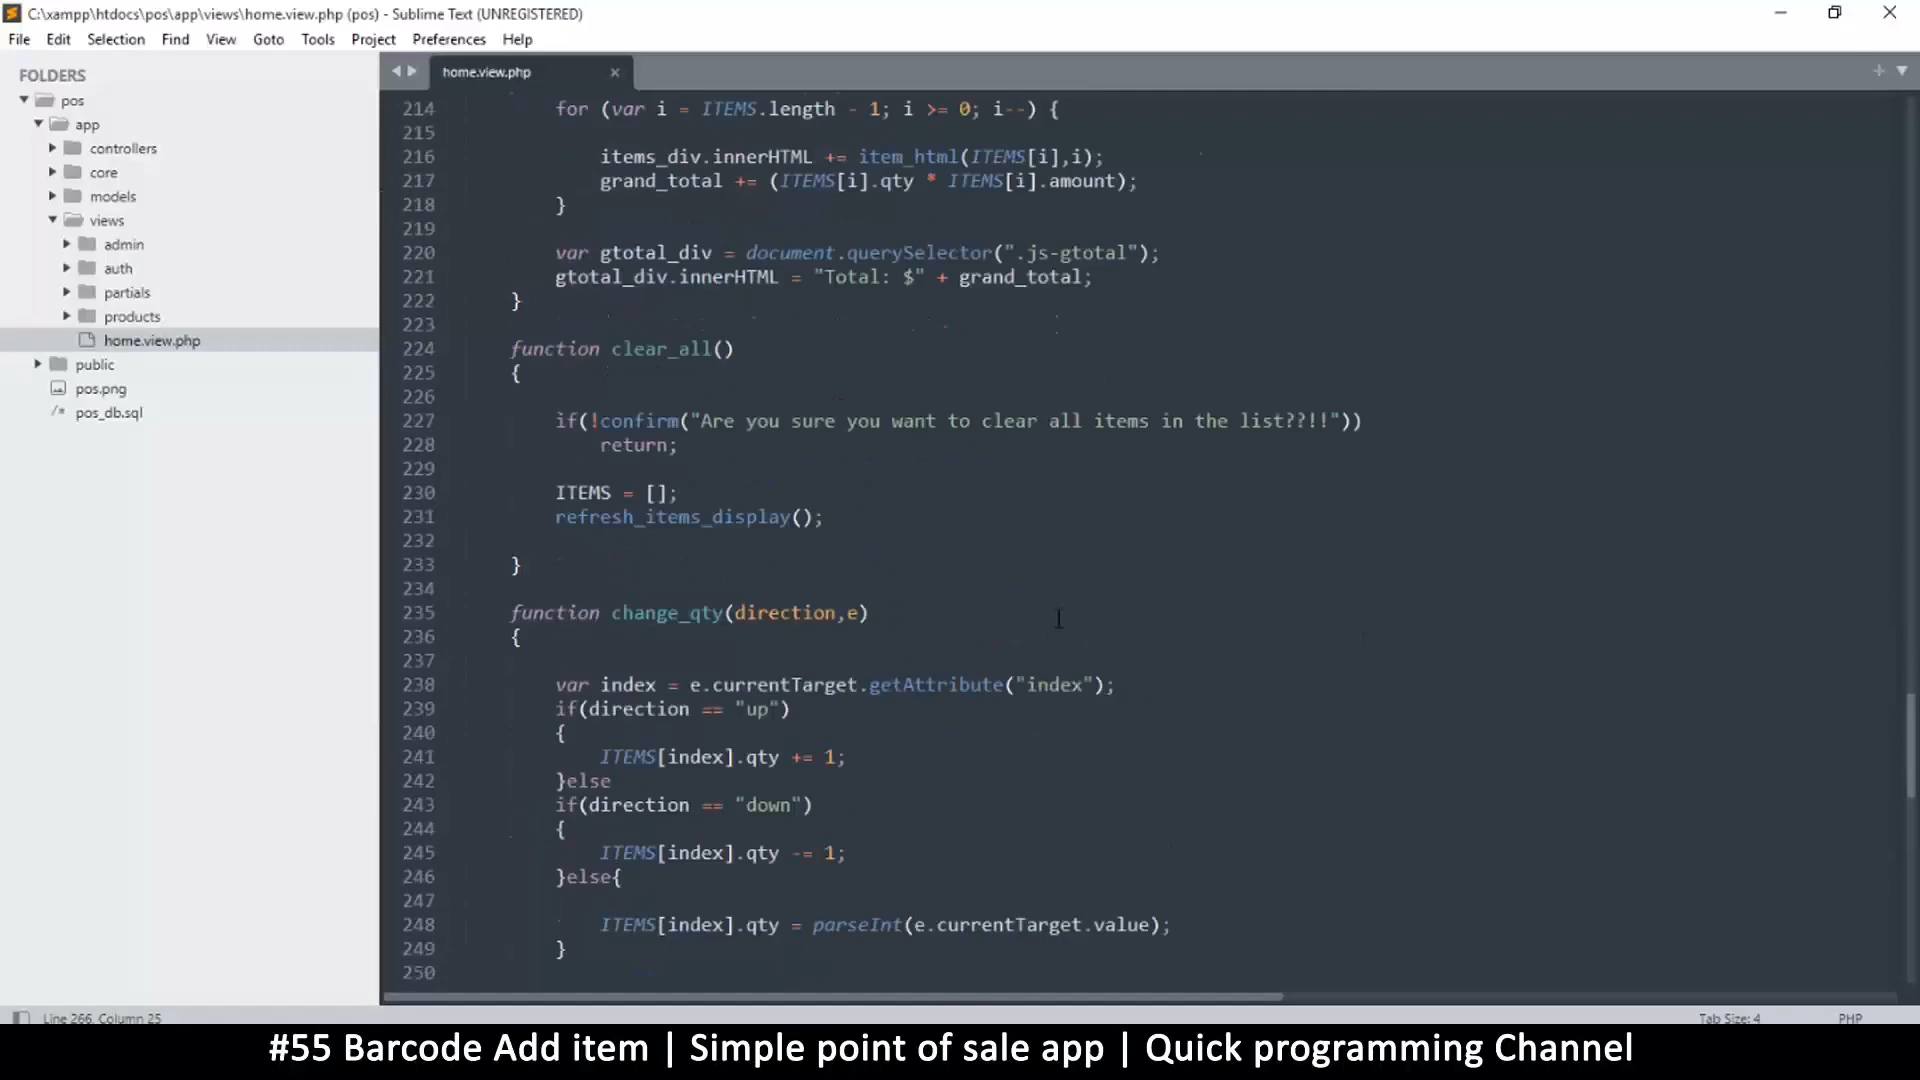 C:\xampp\htdocs\pos\app\views\home.view.php (pos) - Sublime Text (UNREGISTERED)
File Edit Selection Find View Goto Tools Project Preferences Help
FOLDERS
pos
app
controllers
core
models
views
admin
auth
partials
products
home.view.php
public
pos.png
pos_db.sql
home.view.php
214 for (var i = ITEMS.length - 1; i >= 0; i--) {
215
216 items_div.innerHTML += item_html(ITEMS[i],i);
217 grand_total += (ITEMS[i].qty * ITEMS[i].amount);
218 }
219
220 var gtotal_div = document.querySelector(".js-gtotal");
221 gtotal_div.innerHTML = "Total: $" + grand_total;
222 }
223
224 function clear_all()
225 {
226
227 if(!confirm("Are you sure you want to clear all items in the list??!!"))
228 return;
229
230 ITEMS = [];
231 refresh_items_display();
232
233 }
234
235 function change_qty(direction,e)
236 {
237
238 var index = e.currentTarget.getAttribute("index");
239 if(direction == "up")
240 {
241 ITEMS[index].qty += 1;
242 }else
243 if(direction == "down")
244 {
245 ITEMS[index].qty -= 1;
246 }else{
247
248 ITEMS[index].qty = parseInt(e.currentTarget.value);
249 }
250
Line 266, Column 25
Tab Size: 4 PHP
#55 Barcode Add item | Simple point of sale app | Quick programming Channel